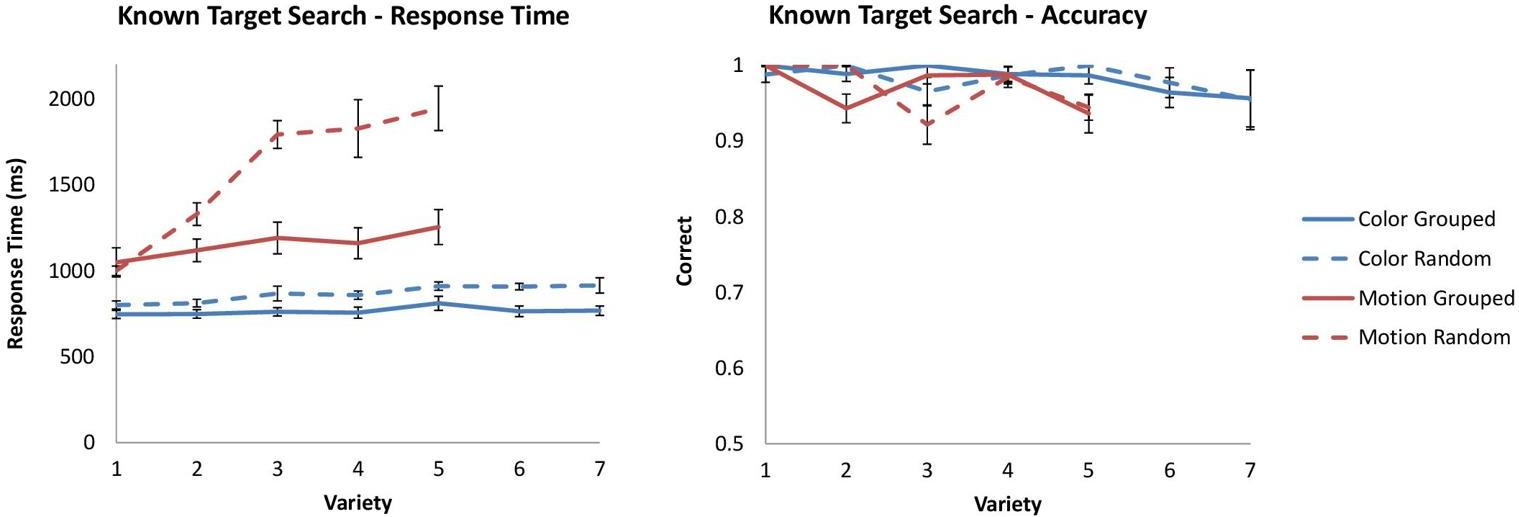 Known Target Search - Response Time
Response Time (ms)
2000
1500
1000
500
0
1 2 3 4 5 6 7
Variety
Known Target Search - Accuracy
Correct
1
0.9
0.8
0.7
0.6
0.5
1 2 3 4 5 6 7
Variety
Color Grouped
Color Random
Motion Grouped
Motion Random